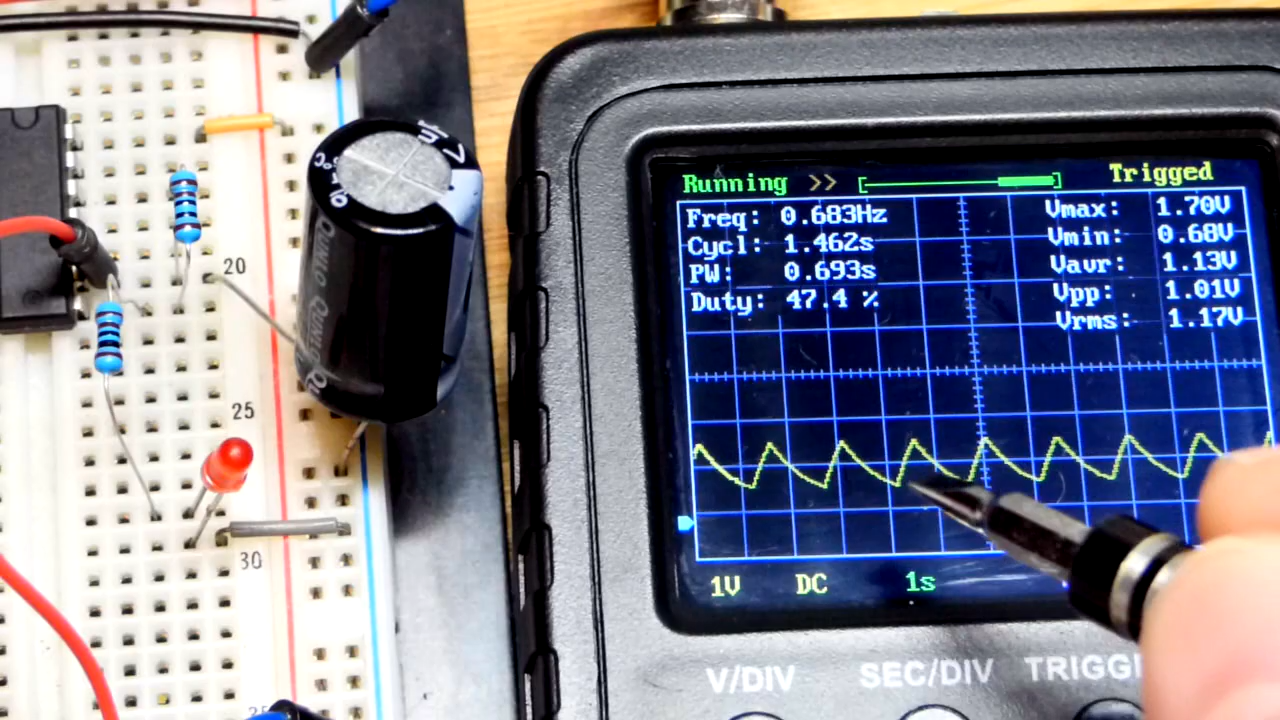 20
25
30
Running >> Trigged
Freq: 0.683Hz
Cycl: 1.462s
PW: 0.693s
Duty: 47.4 %
Vmax: 1.70V
Vmin: 0.68V
Vavr: 1.13V
Vpp: 1.01V
Vrms: 1.17V
1V DC 1s
V/DIV SEC/DIV TRIGG